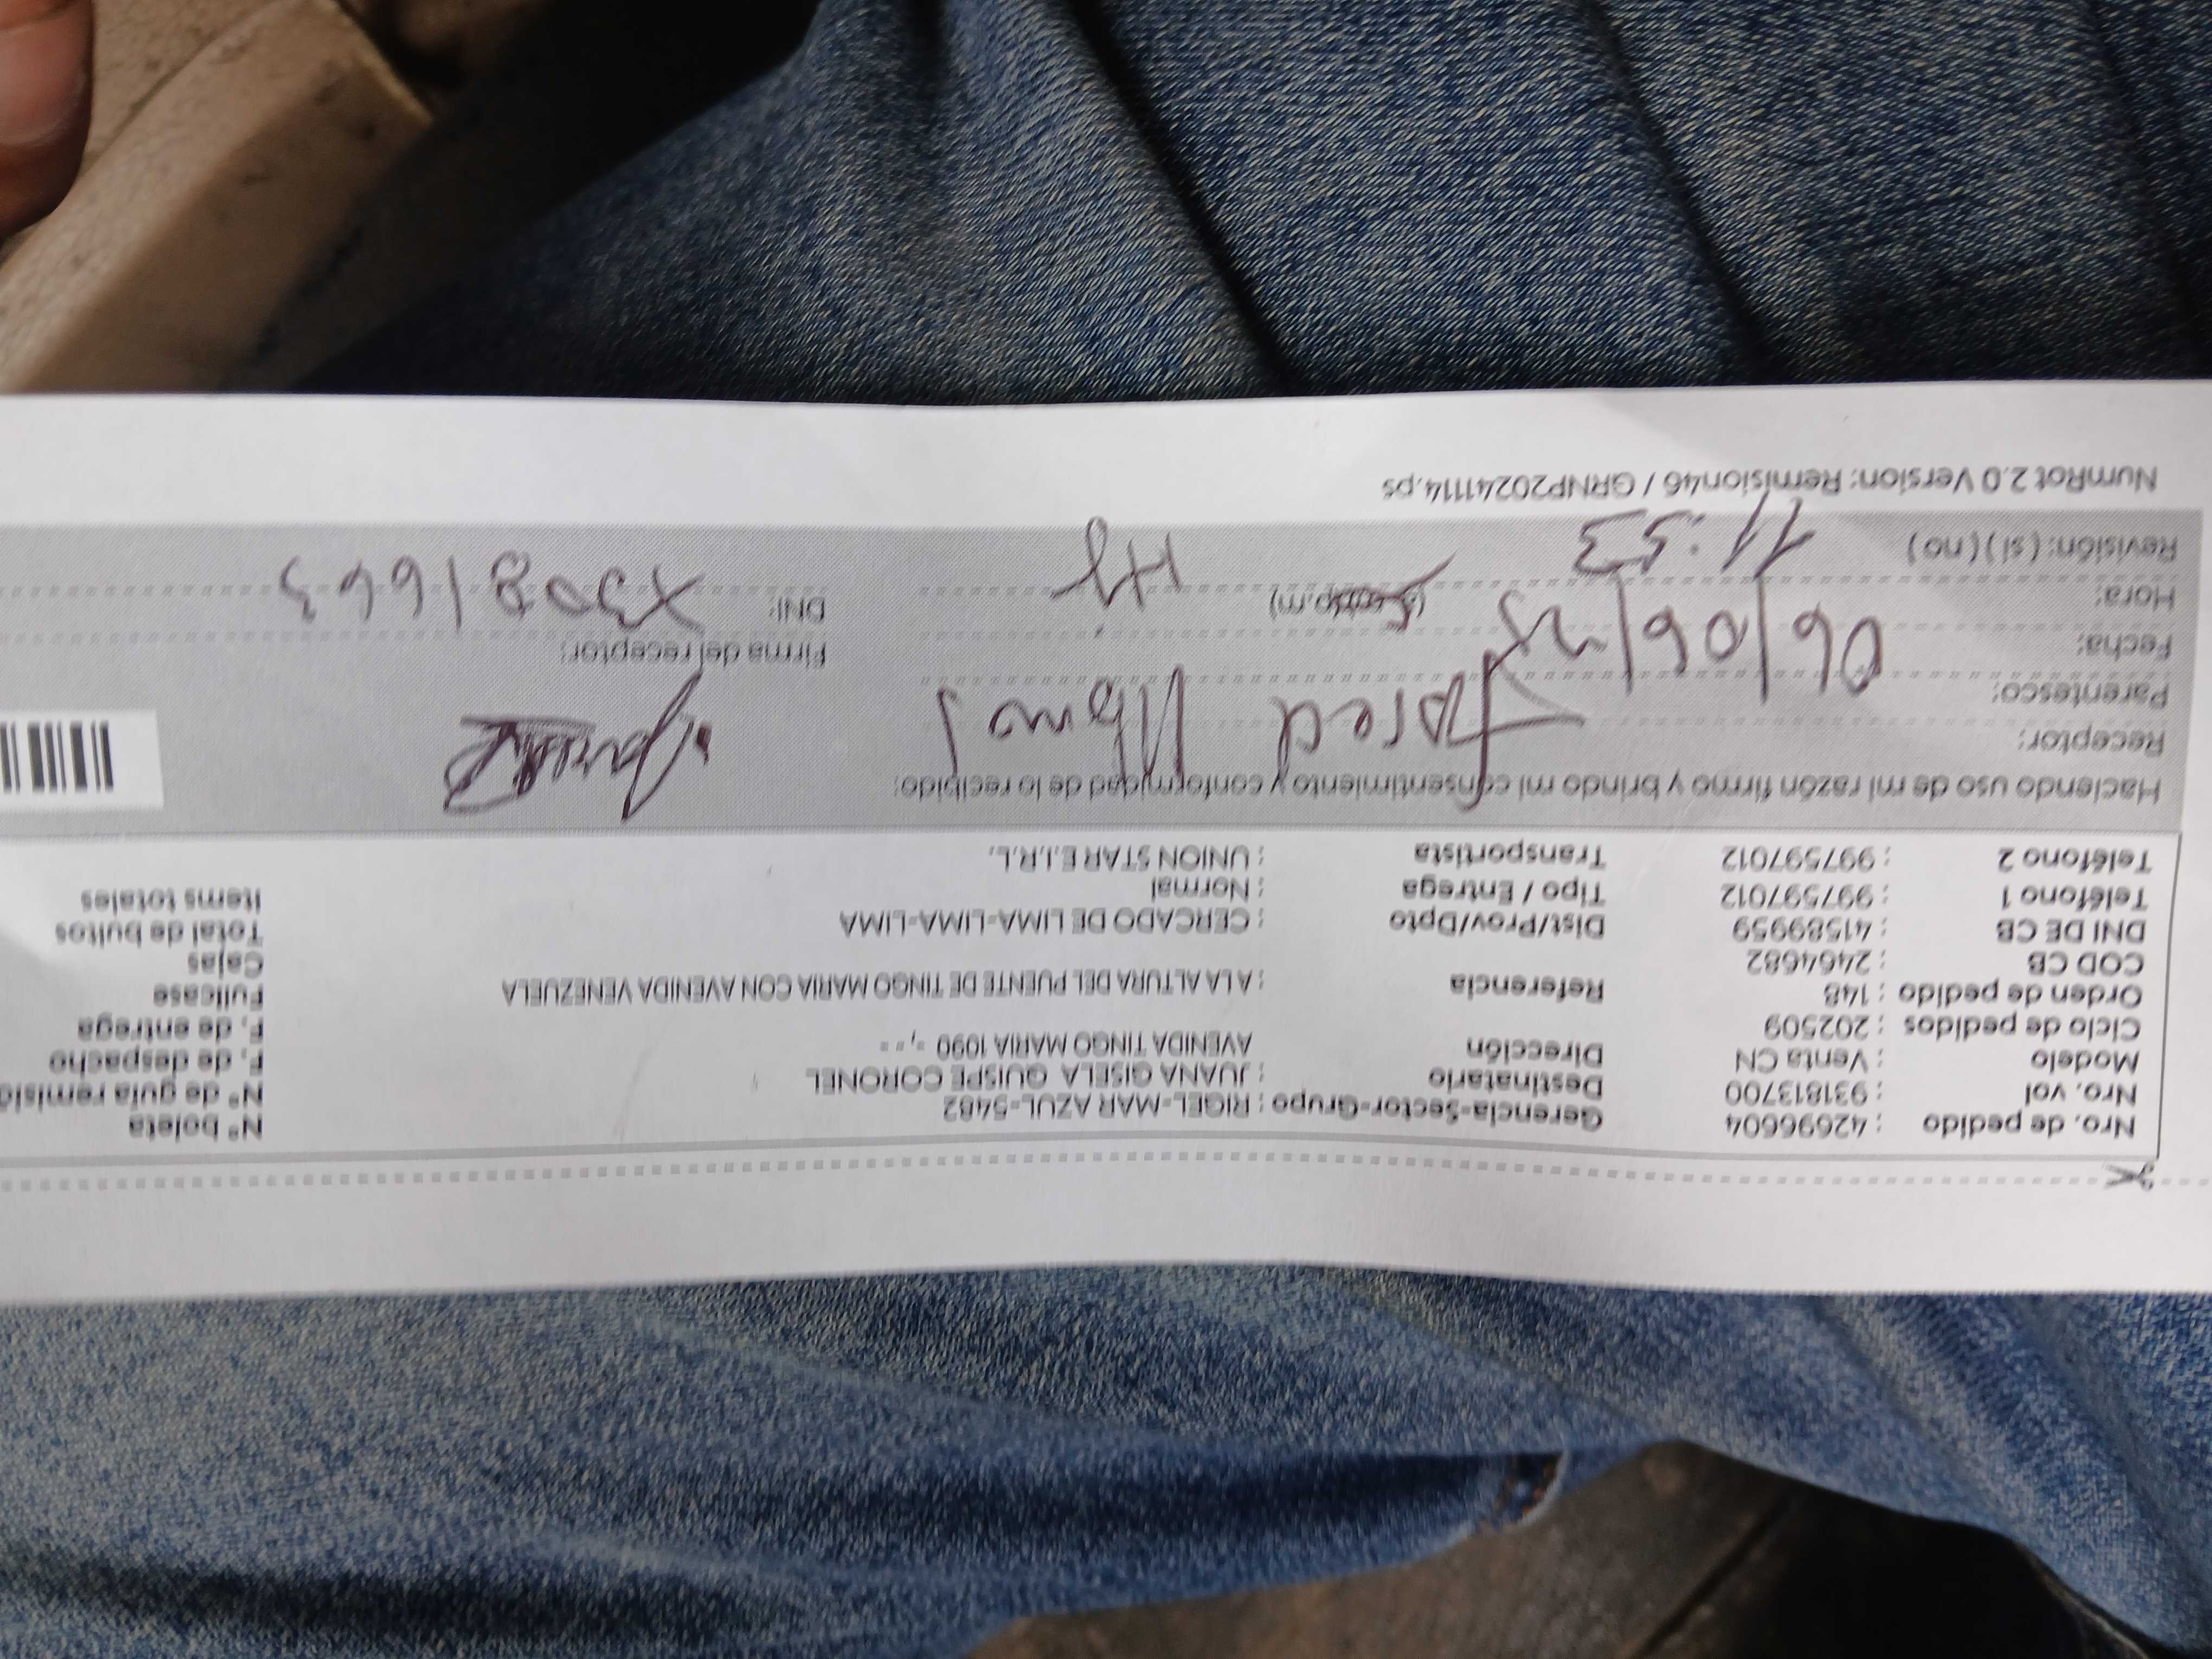 Nro. de pedido : 42696604 Gerencia-Sector-Grupo : RIGEL-MAR AZUL-5482 N° boleta
Nro. vol : 931813700 Destinatario : JUANA GISELA QUISPE CORONEL N° de guía remisió
Modelo : Venta CN Dirección AVENIDA TINGO MARIA 1090 -, - - F. de despacho
Ciclo de pedidos : 202509 F. de entrega
Orden de pedido : 148 Referencia : A LA ALTURA DEL PUENTE DE TINGO MARIA CON AVENIDA VENEZUELA Fullcase
COD CB : 2464682 Cajas
DNI DE CB : 41589959 Dist/Prov/Dpto : CERCADO DE LIMA-LIMA-LIMA Total de bultos
Teléfono 1 : 997597012 Tipo / Entrega : Normal Items totales
Teléfono 2 : 997597012 Transportista : UNION STAR E.I.R.L.
Haciendo uso de mi razón firmo y brindo mi consentimiento y conformidad de lo recibido:
Receptor: Jared
Parentesco:
Fecha: 06/06/25 Firma del receptor:
Hora: 11:53 (a.m/p.m) DNI: 73081663
Revisión: ( si ) ( no )
NumRot 2.0 Version: Remision46 / GRNP20241114.ps